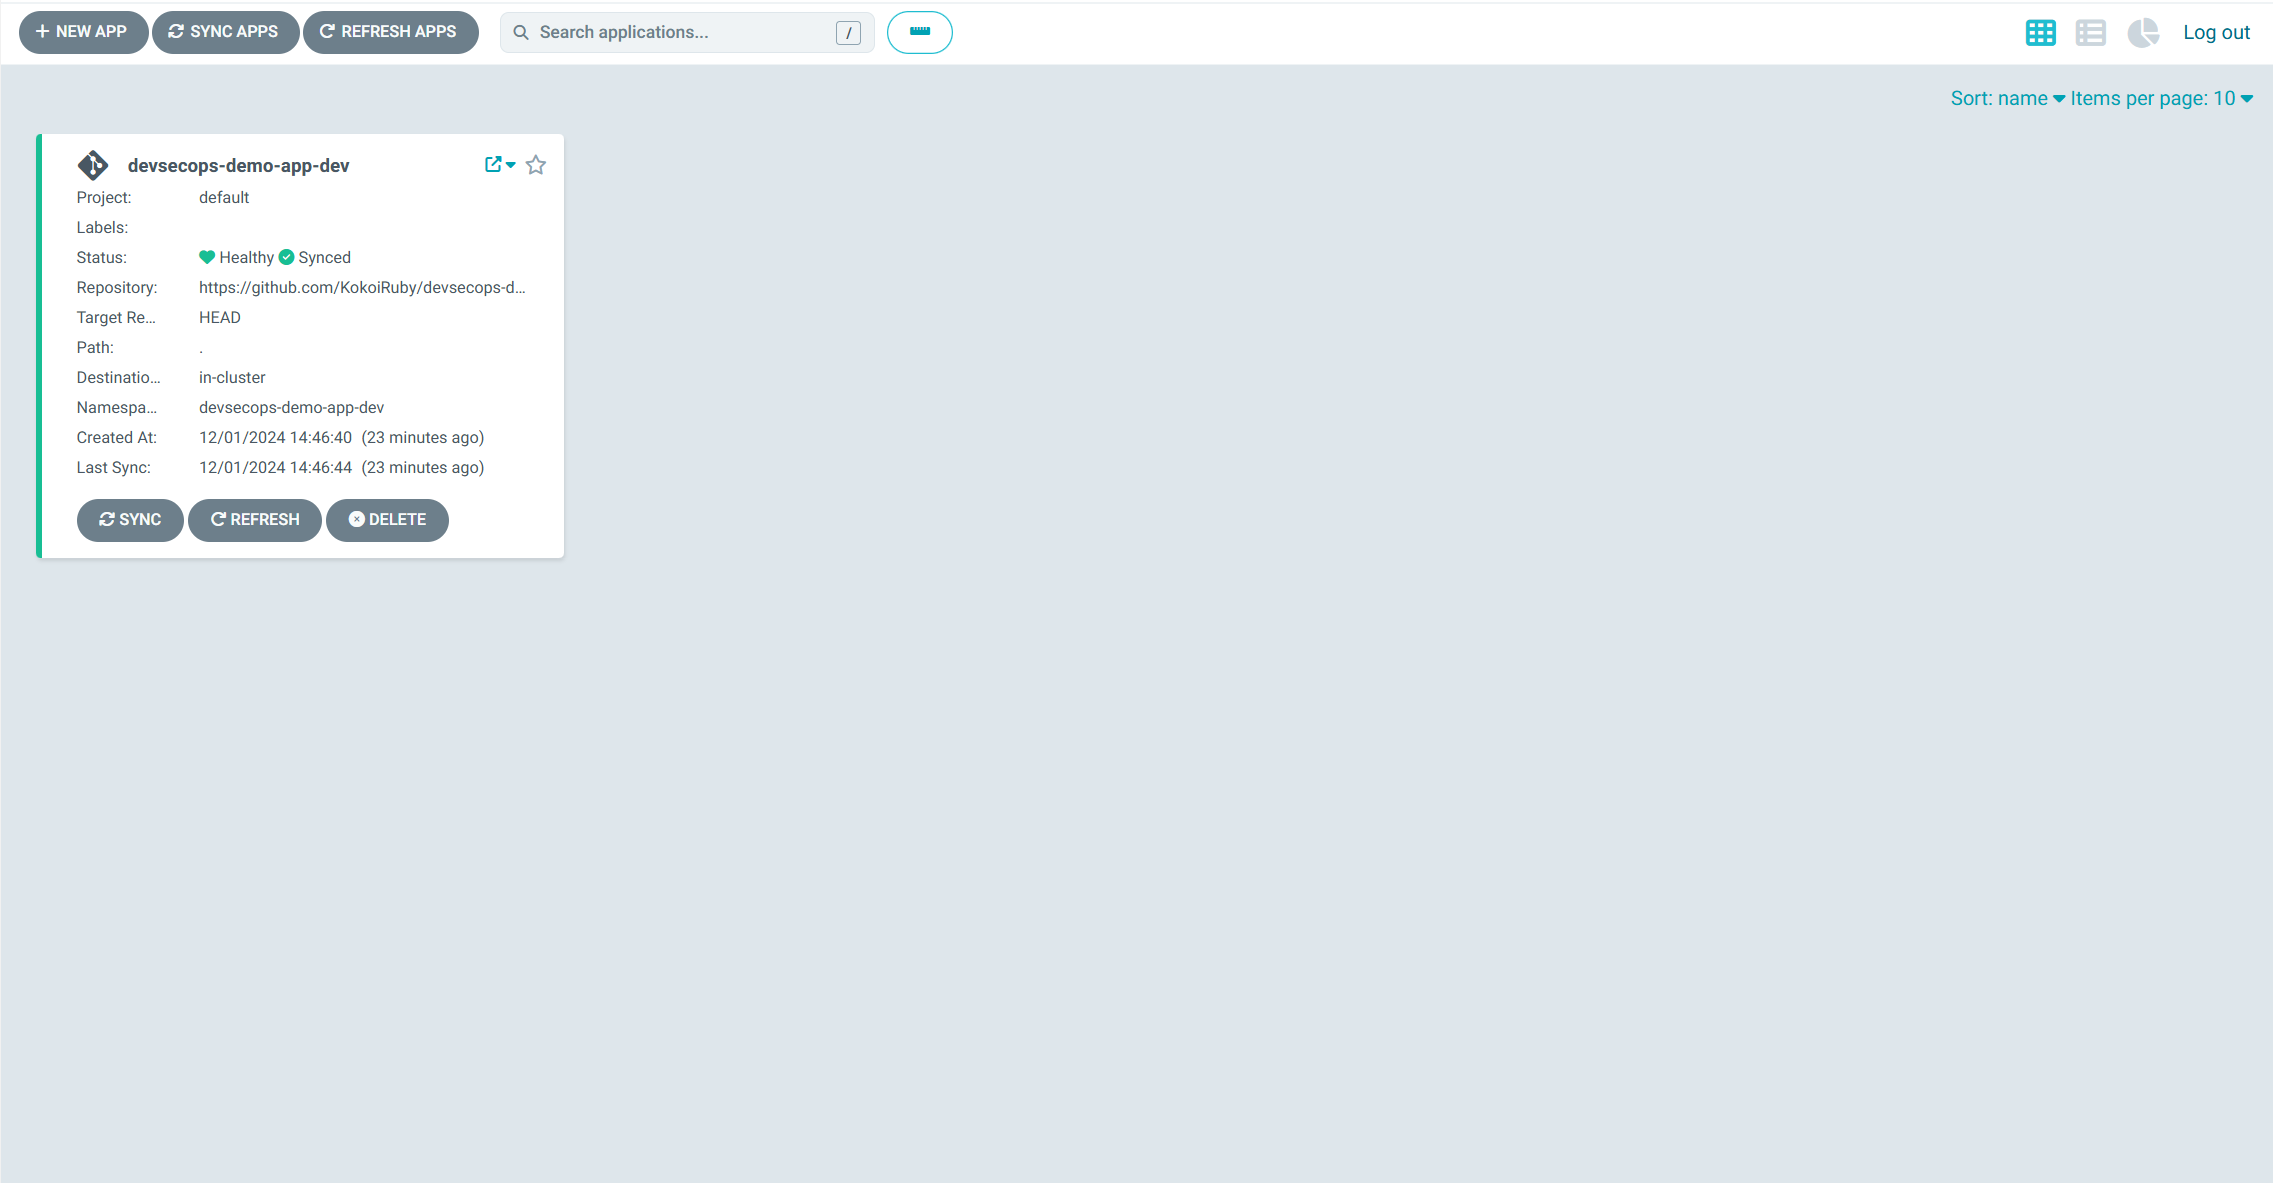 NEW APP SYNC APPS REFRESH APPS Search applications... / Log out
Sort: name Items per page: 10
devsecops-demo-app-dev
Project: default
Labels:
Status: Healthy Synced
Repository: https://github.com/KokoiRuby/devsecops-d...
Target Re... HEAD
Path: .
Destinatio... in-cluster
Namespa... devsecops-demo-app-dev
Created At: 12/01/2024 14:46:40 (23 minutes ago)
Last Sync: 12/01/2024 14:46:44 (23 minutes ago)
SYNC REFRESH DELETE